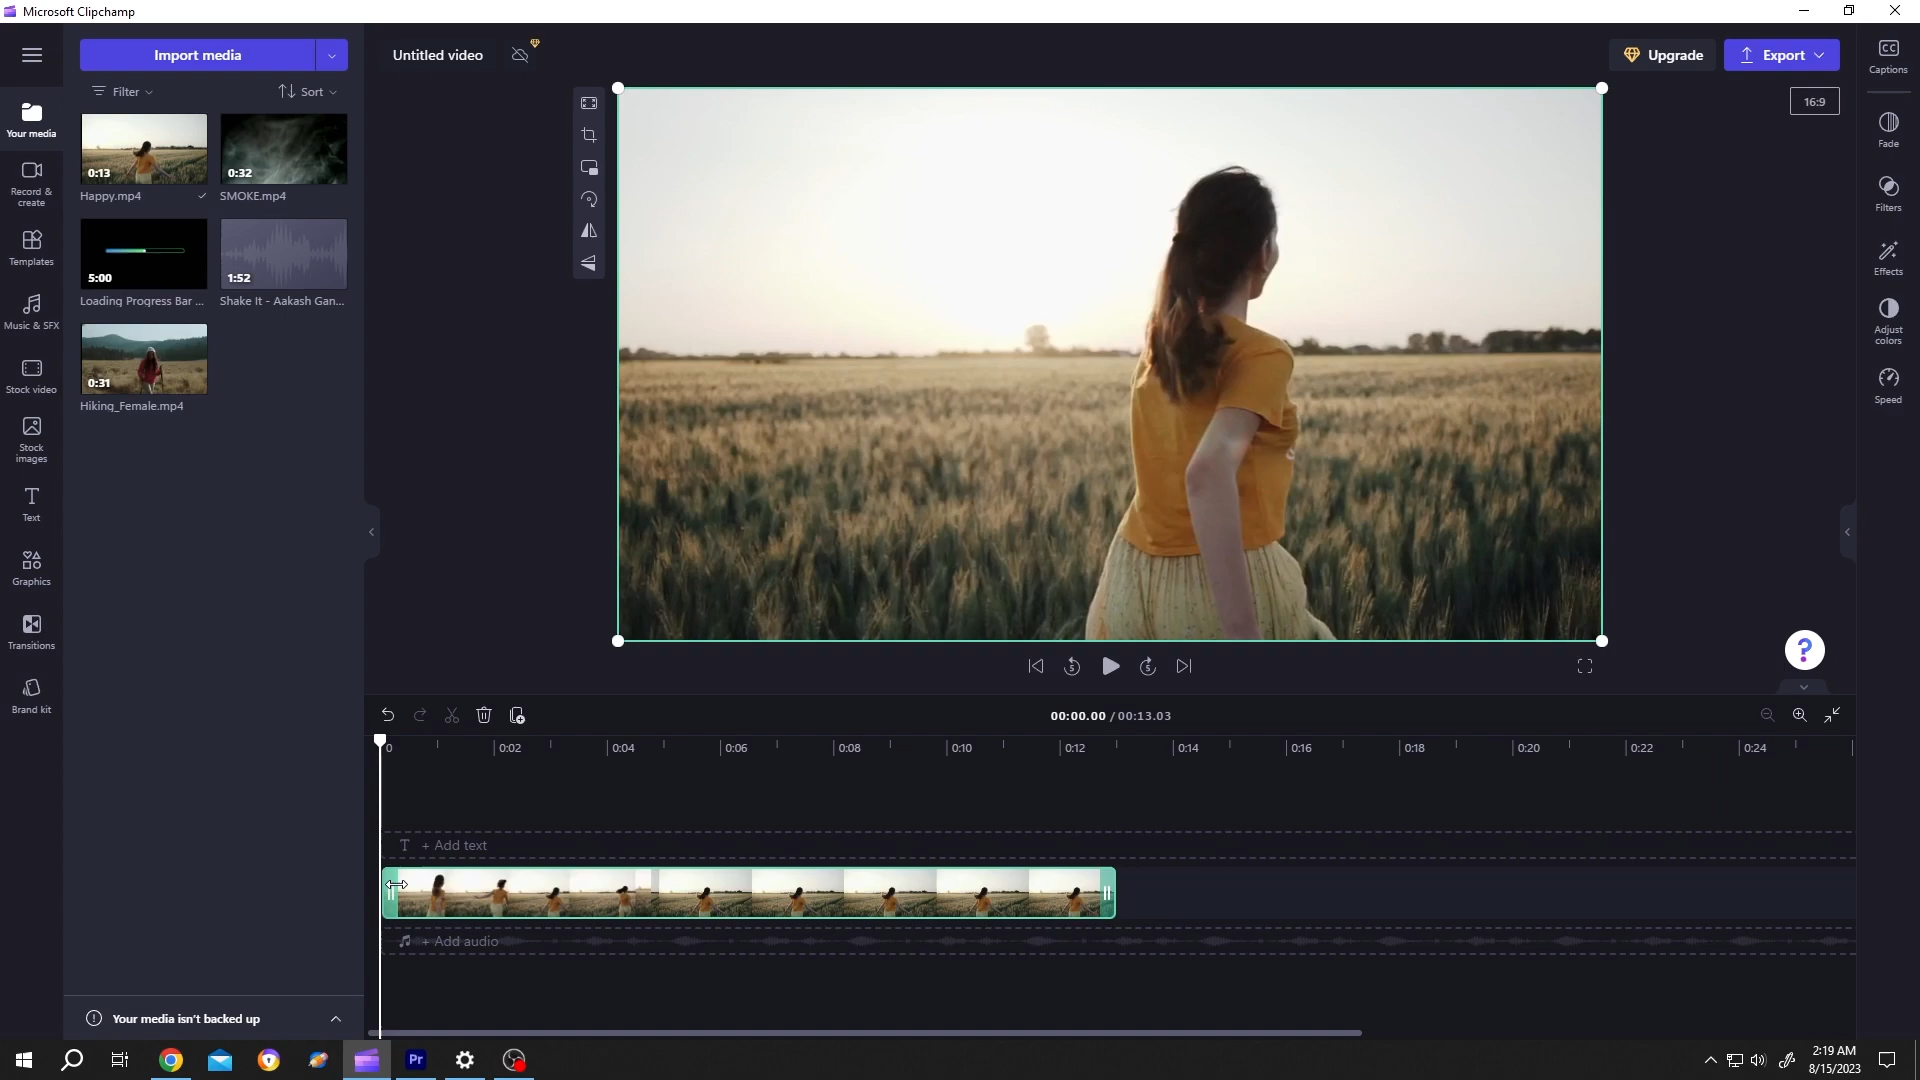 Microsoft Clipchamp
Import media
Filter
Sort
0:13
Happy.mp4
0:32
SMOKE.mp4
5:00
Loading Progress Bar ...
1:52
Shake It - Aakash Gan...
0:31
Hiking_Female.mp4
Your media
Record &
create
Templates
Music & SFX
Stock video
Stock
images
Text
Graphics
Transitions
Brand kit
Your media isn't backed up
Untitled video
Upgrade
Export
16:9
CC
Captions
Fade
Filters
Effects
Adjust
colors
Speed
5
5
?
00:00.00 / 00:13.03
0
0:02
0:04
0:06
0:08
0:10
0:12
0:14
0:16
0:18
0:20
0:22
0:24
T + Add text
+ Add audio
Pr
2:19 AM
8/15/2023